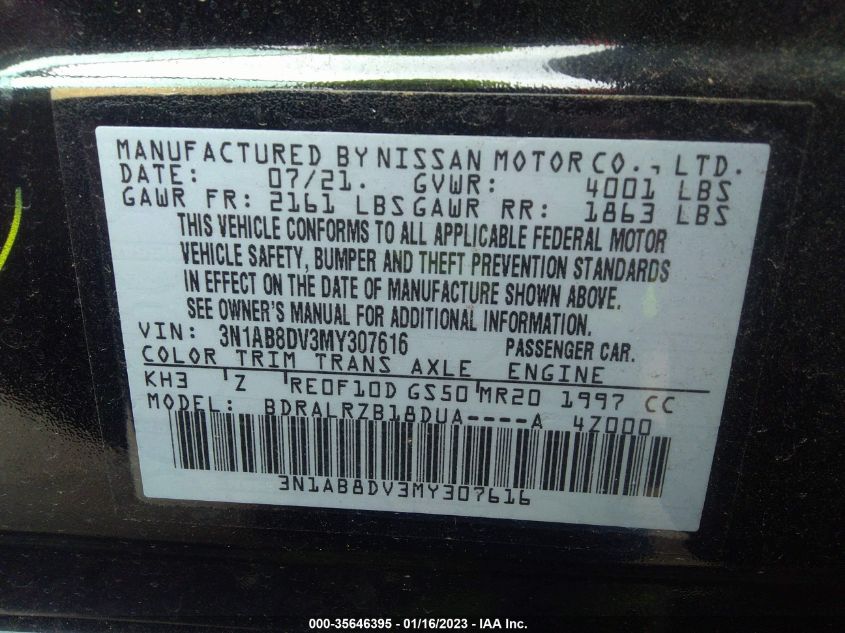 MANUFACTURED BY NISSAN MOTOR CO., LTD.
DATE: 07/21. GVWR: 4001 LBS
GAWR FR: 2161 LBS GAWR RR: 1863 LBS
THIS VEHICLE CONFORMS TO ALL APPLICABLE FEDERAL MOTOR
VEHICLE SAFETY, BUMPER AND THEFT PREVENTION STANDARDS
IN EFFECT ON THE DATE OF MANUFACTURE SHOWN ABOVE.
SEE OWNER'S MANUAL FOR ADDITIONAL INFORMATION.
VIN: 3N1AB8DV3MY307616 PASSENGER CAR.
COLOR TRIM TRANS AXLE ENGINE
KH3 Z RE0F10D GS50 MR20 1997 CC
MODEL: BDRALRZB18DUA----A 4Z000
3N1AB8DV3MY307616
000-35646395 - 01/16/2023 - IAA Inc.